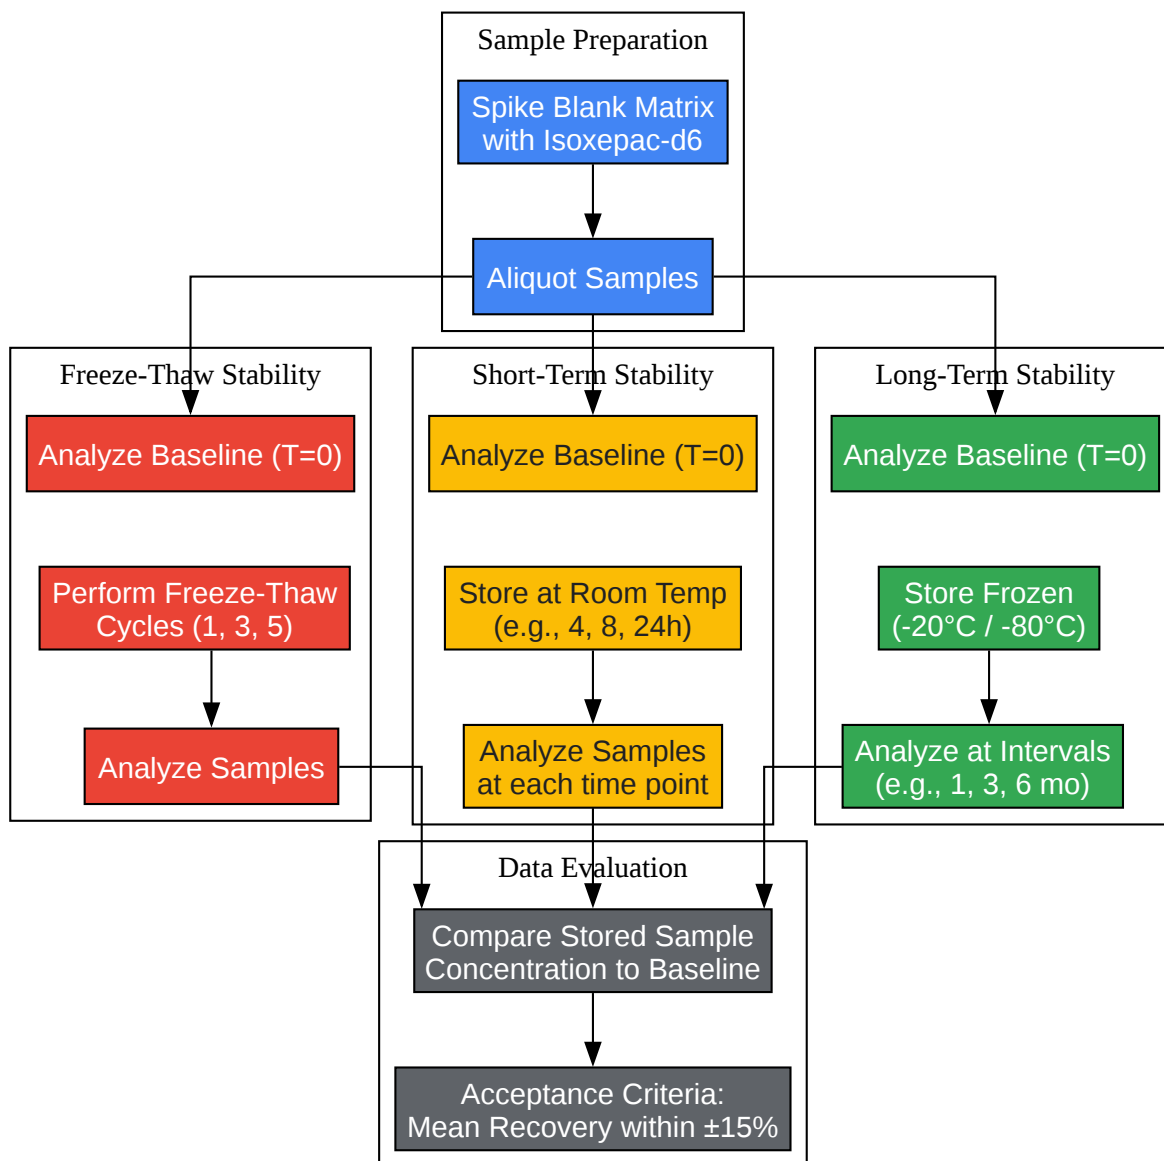 Sample Preparation
Spike Blank Matrix
with Isoxepac-d6
Aliquot Samples
Freeze-Thaw Stability
Analyze Baseline (T=0)
Perform Freeze-Thaw
Cycles (1, 3, 5)
Analyze Samples
Short-Term Stability
Analyze Baseline (T=0)
Store at Room Temp
(e.g., 4, 8, 24h)
Analyze Samples
at each time point
Long-Term Stability
Analyze Baseline (T=0)
Store Frozen
(-20°C / -80°C)
Analyze at Intervals
(e.g., 1, 3, 6 mo)
Data Evaluation
Compare Stored Sample
Concentration to Baseline
Acceptance Criteria:
Mean Recovery within ±15%